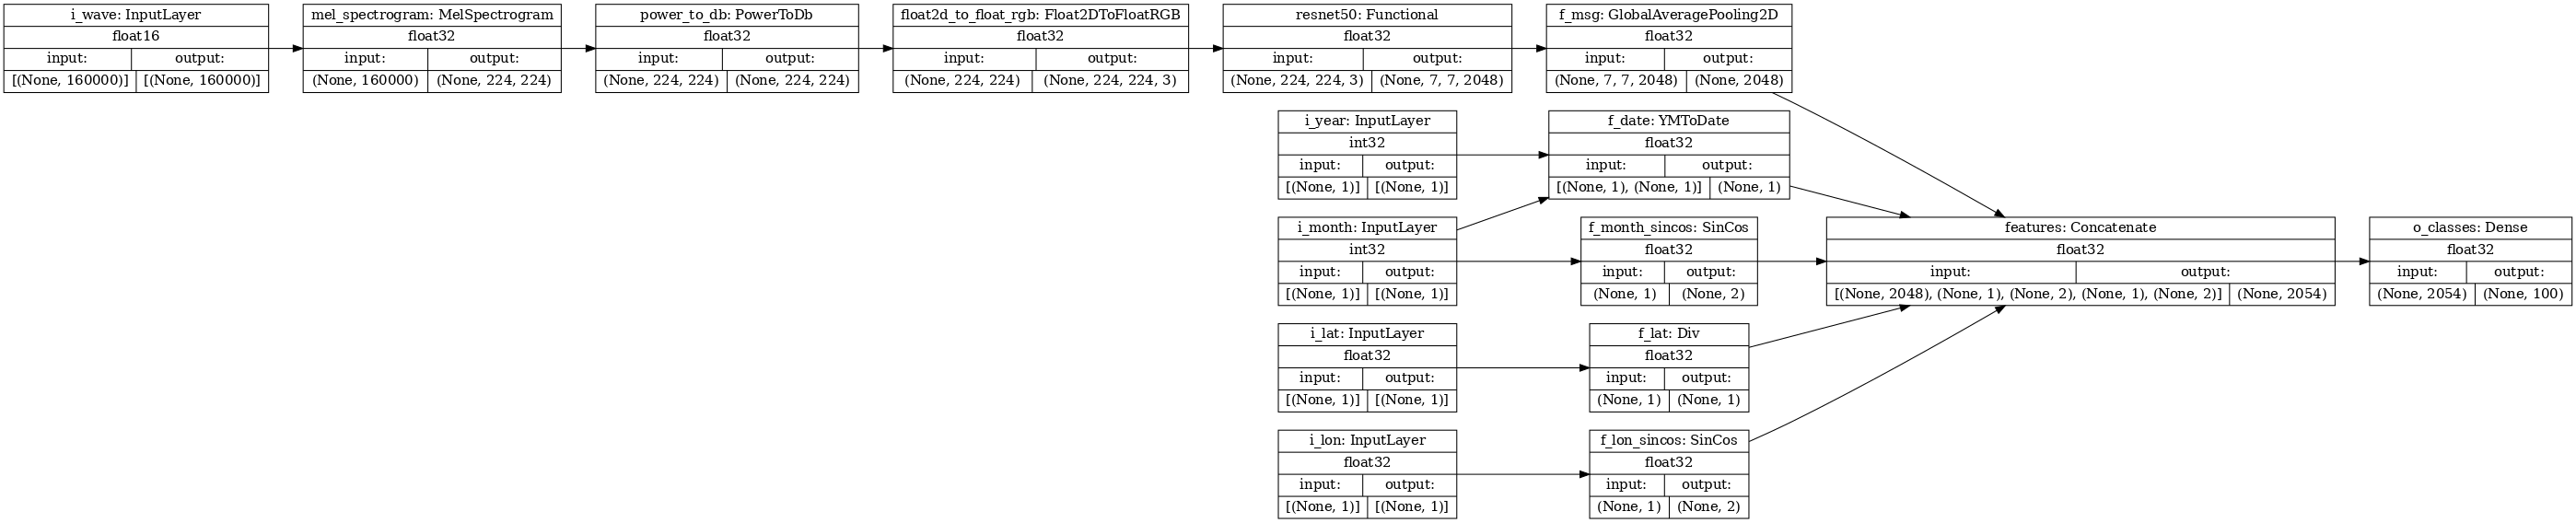 i_wave: InputLayer
float16
input: output:
[(None, 160000)] [(None, 160000)]
mel_spectrogram: MelSpectrogram
float32
input: output:
(None, 160000) (None, 224, 224)
power_to_db: PowerToDb
float32
input: output:
(None, 224, 224) (None, 224, 224)
float2d_to_float_rgb: Float2DToFloatRGB
float32
input: output:
(None, 224, 224) (None, 224, 224, 3)
resnet50: Functional
float32
input: output:
(None, 224, 224, 3) (None, 7, 7, 2048)
f_msg: GlobalAveragePooling2D
float32
input: output:
(None, 7, 7, 2048) (None, 2048)
i_year: InputLayer
int32
input: output:
[(None, 1)] [(None, 1)]
f_date: YMToDate
float32
input: output:
[(None, 1), (None, 1)] (None, 1)
i_month: InputLayer
int32
input: output:
[(None, 1)] [(None, 1)]
f_month_sincos: SinCos
float32
input: output:
(None, 1) (None, 2)
features: Concatenate
float32
input: output:
[(None, 2048), (None, 1), (None, 2), (None, 1), (None, 2)] (None, 2054)
o_classes: Dense
float32
input: output:
(None, 2054) (None, 100)
i_lat: InputLayer
float32
input: output:
[(None, 1)] [(None, 1)]
f_lat: Div
float32
input: output:
(None, 1) (None, 1)
i_lon: InputLayer
float32
input: output:
[(None, 1)] [(None, 1)]
f_lon_sincos: SinCos
float32
input: output:
(None, 1) (None, 2)